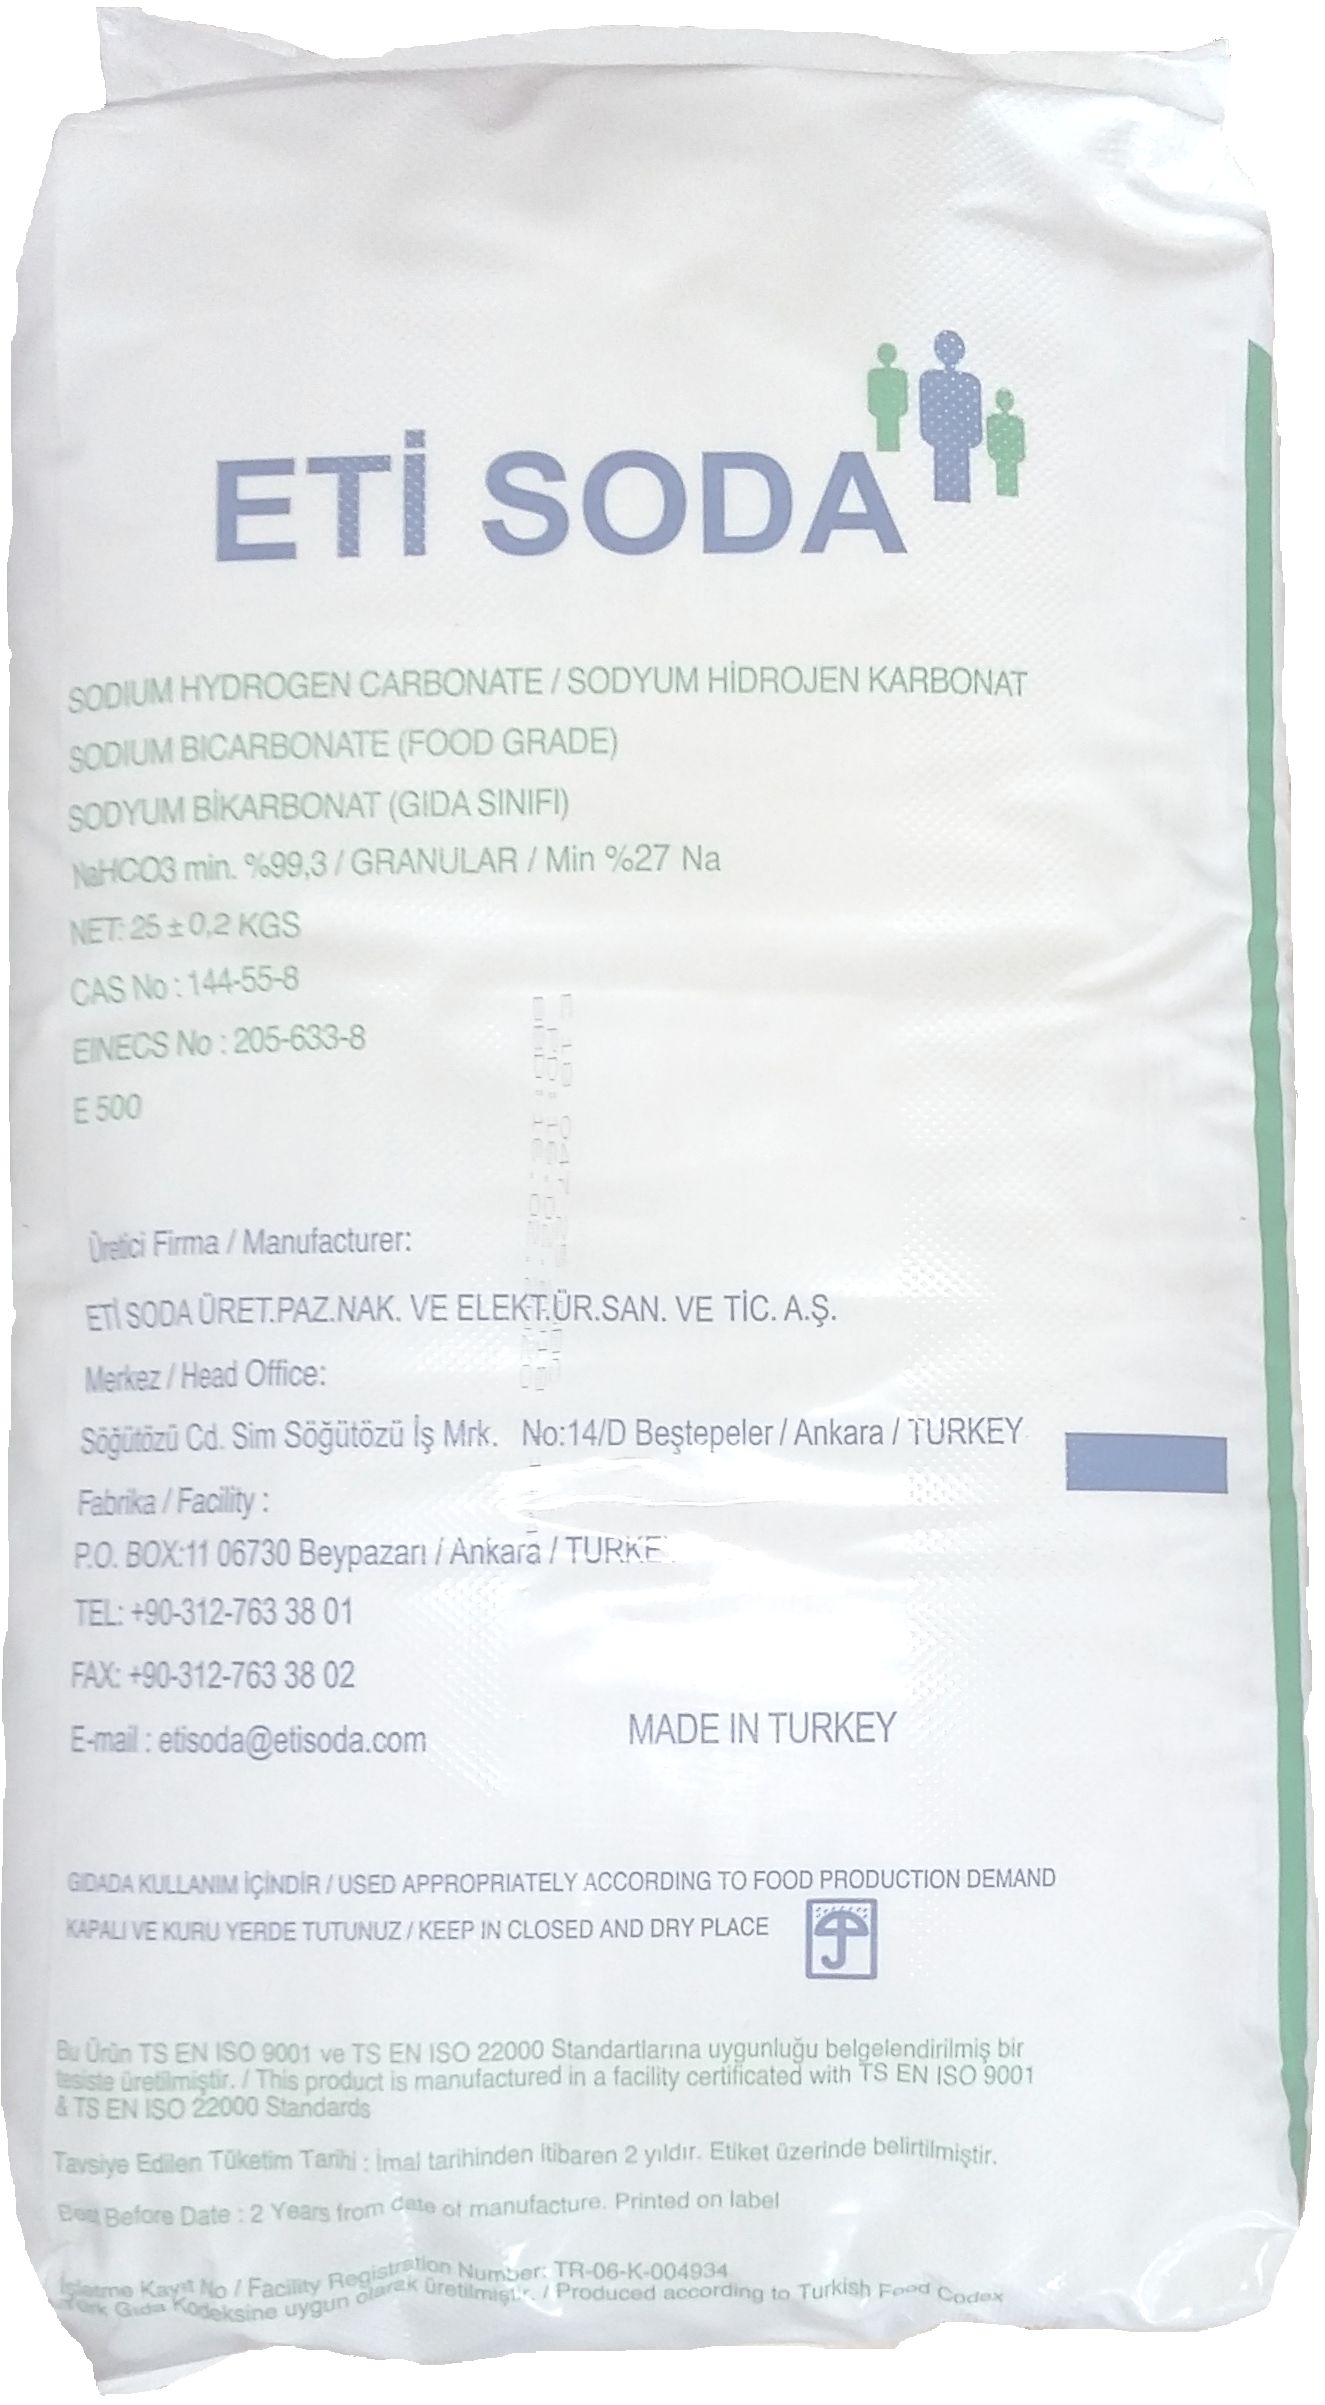 ETİ SODA
SODIUM HYDROGEN CARBONATE / SODYUM HİDROJEN KARBONAT
SODIUM BICARBONATE (FOOD GRADE)
SODYUM BİKARBONAT (GIDA SINIFI)
NaHCO3 min. %99,3 / GRANULAR / Min %27 Na
NET: 25 ± 0,2 KGS
CAS No : 144-55-8
EINECS No : 205-633-8
E 500
Üretici Firma / Manufacturer:
ETİ SODA ÜRET.PAZ.NAK. VE ELEKT.ÜR.SAN. VE TİC. A.Ş.
Merkez / Head Office:
Söğütözü Cd. Sim Söğütözü İş Mrk. No:14/D Beştepeler / Ankara / TURKEY
Fabrika / Facility :
P.O. BOX:11 06730 Beypazarı / Ankara / TURKE
TEL: +90-312-763 38 01
FAX: +90-312-763 38 02
E-mail : etisoda@etisoda.com
MADE IN TURKEY
GIDADA KULLANIM İÇİNDİR / USED APPROPRIATELY ACCORDING TO FOOD PRODUCTION DEMAND
KAPALI VE KURU YERDE TUTUNUZ / KEEP IN CLOSED AND DRY PLACE
Bu Ürün TS EN ISO 9001 ve TS EN ISO 22000 Standartlarına uygunluğu belgelendirilmiş bir
tesiste üretilmiştir. / This product is manufactured in a facility certificated with TS EN ISO 9001
& TS EN ISO 22000 Standards
Tavsiye Edilen Tüketim Tarihi : İmal tarihinden itibaren 2 yıldır. Etiket üzerinde belirtilmiştir.
Best Before Date : 2 Years from date of manufacture. Printed on label
İşletme Kayıt No / Facility Registration Number: TR-06-K-004934
Türk Gıda Kodeksine uygun olarak üretilmiştir. / Produced according to Turkish Food Codex